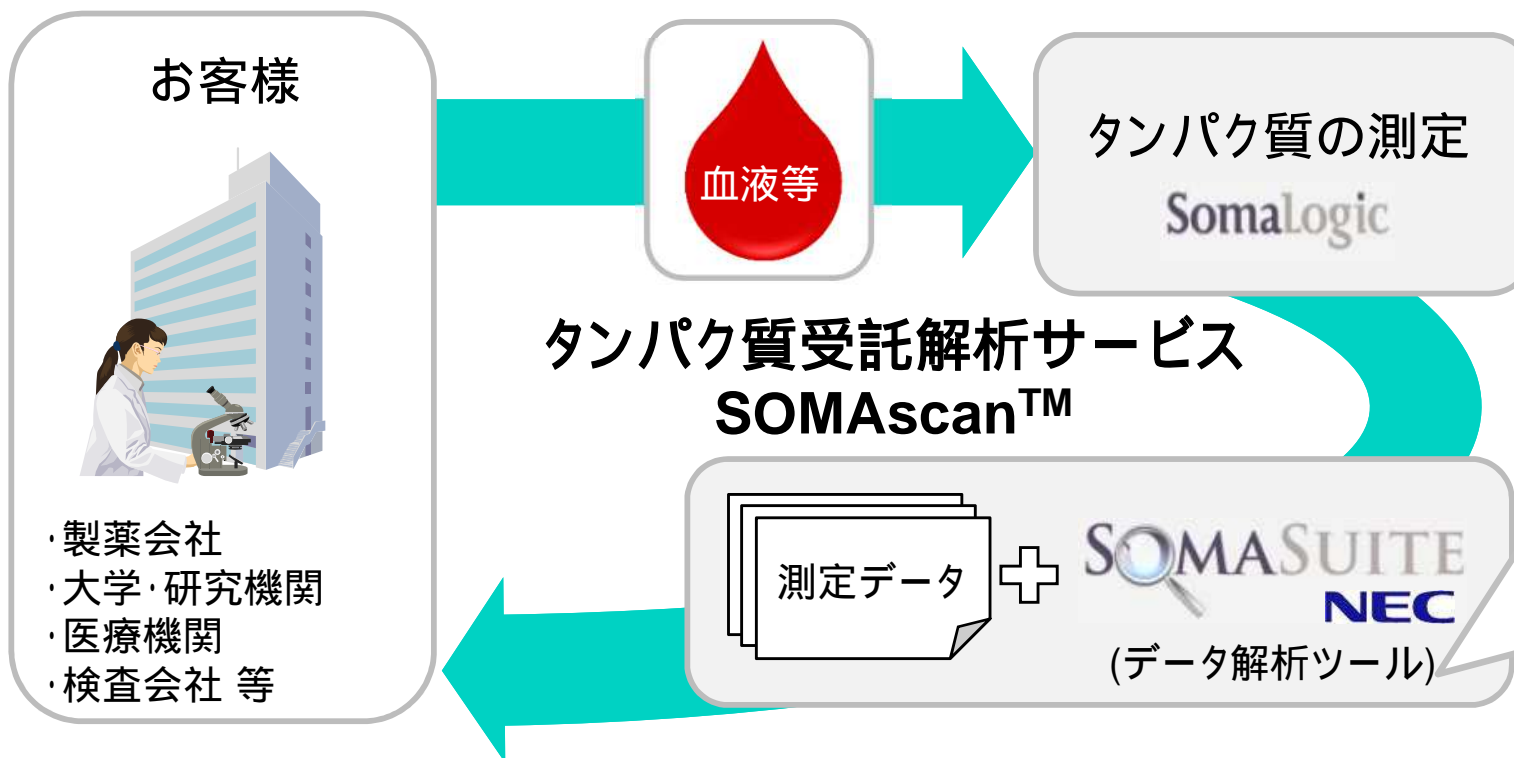 お客様
・製薬会社
・大学・研究機関
・医療機関
・検査会社 等
血液等
タンパク質の測定
SomaLogic
タンパク質受託解析サービス
SOMAscan™
測定データ
SOMASUITE
NEC
(データ解析ツール)